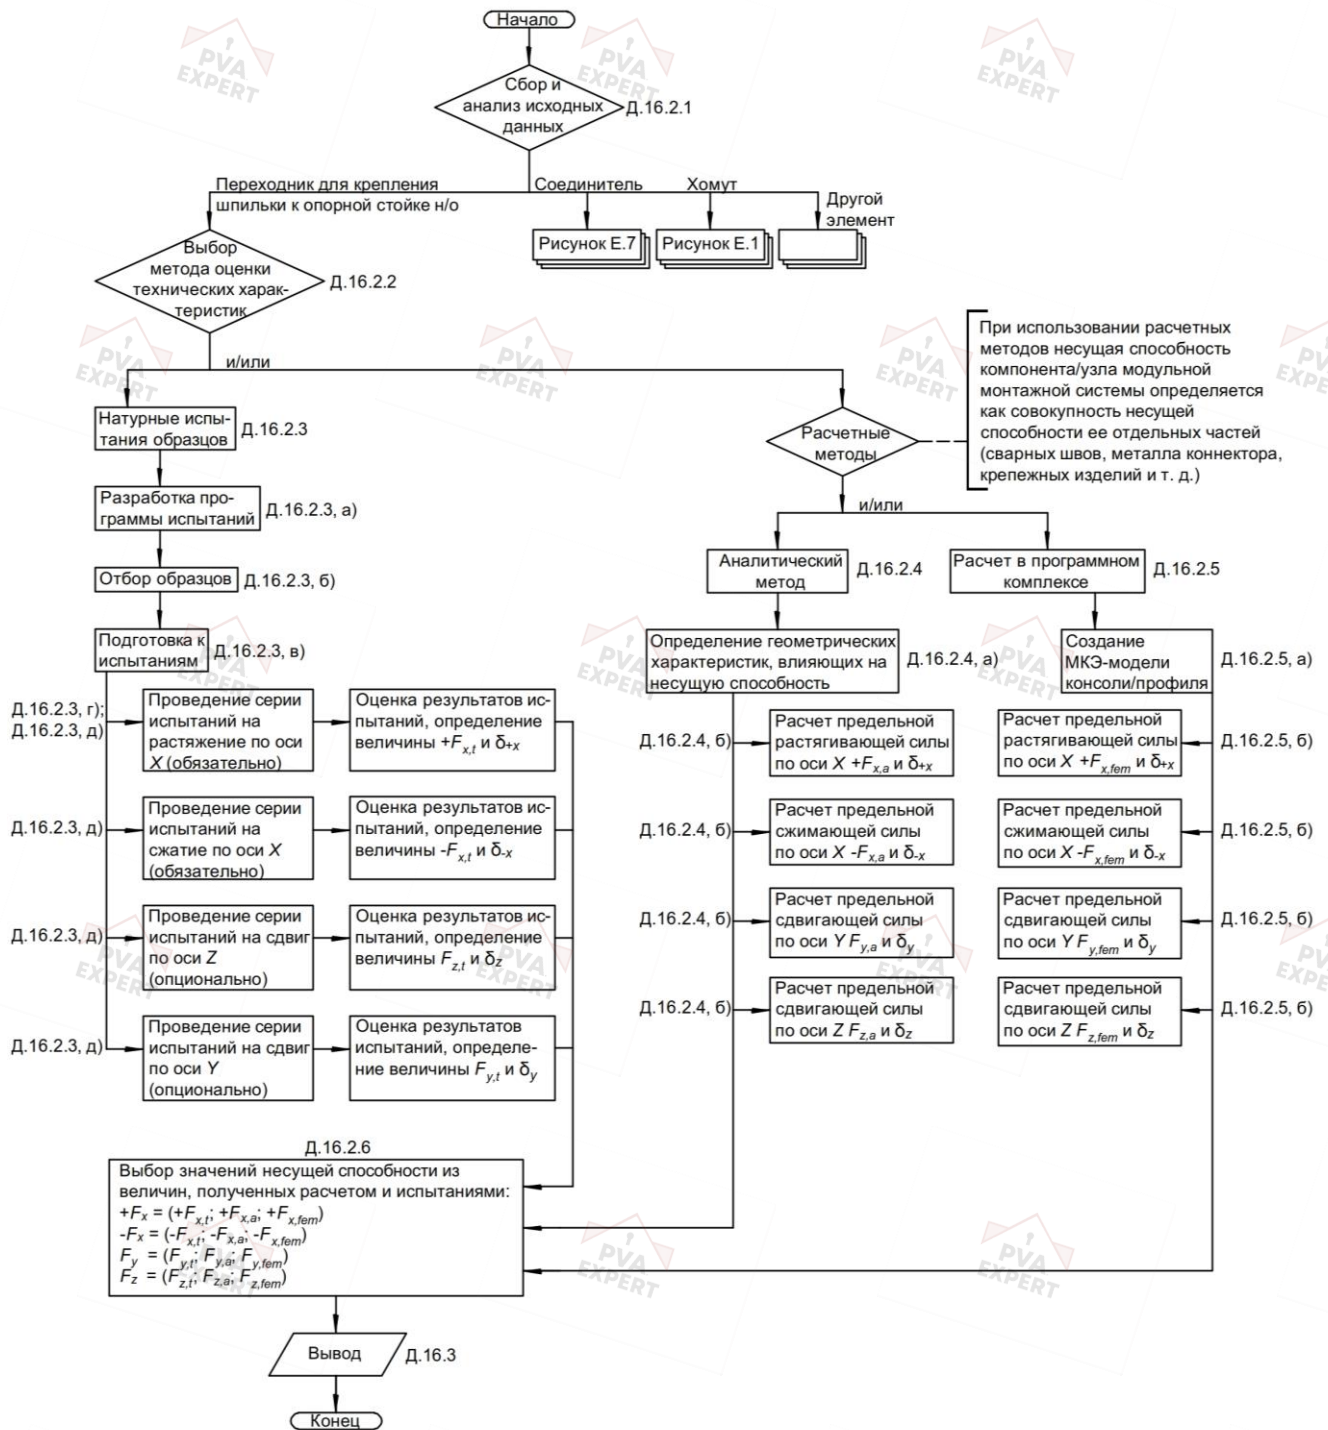 Начало
Сбор и
анализ исходных
данных
Д.16.2.1
Переходник для крепления
шпильки к опорной стойке н/о
Соединитель
Хомут
Другой
элемент
Рисунок Е.7
Рисунок Е.1
Выбор
метода оценки
технических харак-
теристик
Д.16.2.2
и/или
При использовании расчетных
методов несущая способность
компонента/узла модульной
монтажной системы определяется
как совокупность несущей
способности ее отдельных частей
(сварных швов, металла коннектора,
крепежных изделий и т. д.)
Натурные испы-
тания образцов
Д.16.2.3
Расчетные
методы
Разработка про-
граммы испытаний
Д.16.2.3, а)
и/или
Отбор образцов
Д.16.2.3, б)
Аналитический
метод
Д.16.2.4
Расчет в программном
комплексе
Д.16.2.5
Подготовка к
испытаниям
Д.16.2.3, в)
Определение геометрических
характеристик, влияющих на
несущую способность
Д.16.2.4, а)
Создание
МКЭ-модели
консоли/профиля
Д.16.2.5, а)
Д.16.2.3, г);
Д.16.2.3, д)
Проведение серии
испытаний на
растяжение по оси
X (обязательно)
Оценка результатов ис-
пытаний, определение
величины +Fx,t и δ+x
Д.16.2.4, б)
Расчет предельной
растягивающей силы
по оси X +Fx,a и δ+x
Расчет предельной
растягивающей силы
по оси X +Fx,fem и δ+x
Д.16.2.5, б)
Д.16.2.3, д)
Проведение серии
испытаний на
сжатие по оси X
(обязательно)
Оценка результатов ис-
пытаний, определение
величины -Fx,t и δ-x
Д.16.2.4, б)
Расчет предельной
сжимающей силы
по оси X -Fx,a и δ-x
Расчет предельной
сжимающей силы
по оси X -Fx,fem и δ-x
Д.16.2.5, б)
Д.16.2.3, д)
Проведение серии
испытаний на сдвиг
по оси Z
(опционально)
Оценка результатов ис-
пытаний, определение
величины Fz,t и δz
Д.16.2.4, б)
Расчет предельной
сдвигающей силы
по оси Y Fy,a и δy
Расчет предельной
сдвигающей силы
по оси Y Fy,fem и δy
Д.16.2.5, б)
Д.16.2.3, д)
Проведение серии
испытаний на сдвиг
по оси Y
(опционально)
Оценка результатов
испытаний, определе-
ние величины Fy,t и δy
Д.16.2.4, б)
Расчет предельной
сдвигающей силы
по оси Z Fz,a и δz
Расчет предельной
сдвигающей силы
по оси Z Fz,fem и δz
Д.16.2.5, б)
Д.16.2.6
Выбор значений несущей способности из
величин, полученных расчетом и испытаниями:
+Fx = (+Fx,t; +Fx,a; +Fx,fem)
-Fx = (-Fx,t; -Fx,a; -Fx,fem)
Fy = (Fy,t; Fy,a; Fy,fem)
Fz = (Fz,t; Fz,a; Fz,fem)
Вывод
Д.16.3
Конец
PVA
EXPERT